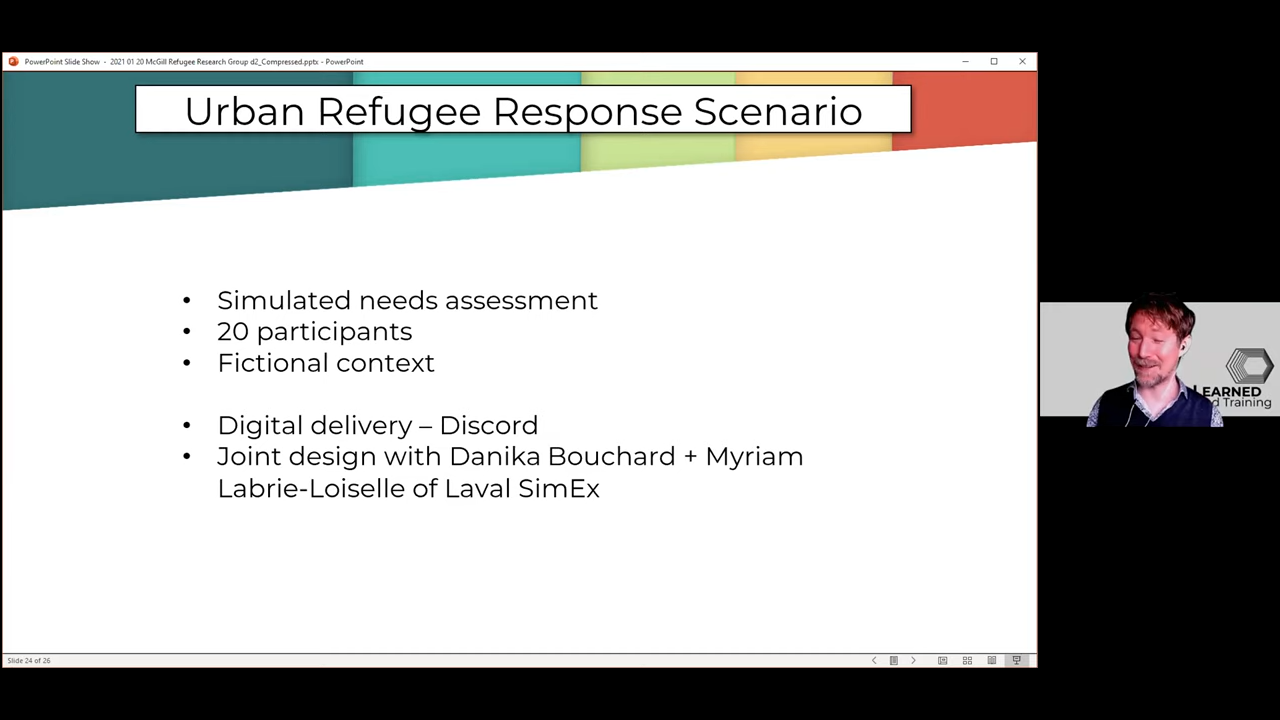 PowerPoint Slide Show - 2021 01 20 McGill Refugee Research Group d2_Compressed.pptx - PowerPoint
Urban Refugee Response Scenario
• Simulated needs assessment
• 20 participants
• Fictional context
• Digital delivery – Discord
• Joint design with Danika Bouchard + Myriam
Labrie-Loiselle of Laval SimEx
EARNED
Training
Slide 24 of 26